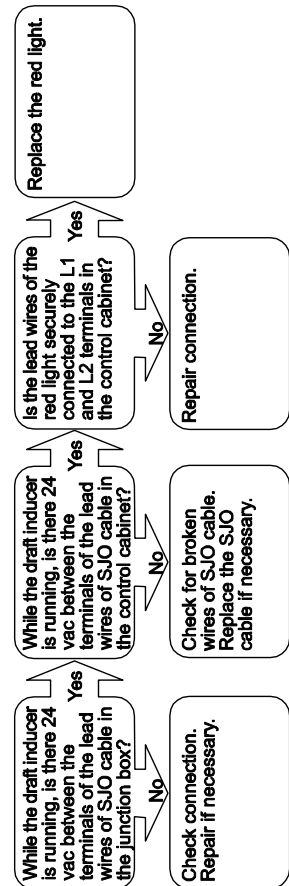 While the draft inducer
is running, is there 24
vac between the
terminals of the lead
wires of SJO cable in
the junction box?
Yes
No
Check connection.
Repair if necessary.
While the draft inducer
is running, is there 24
vac between the
terminals of the lead
wires of SJO cable in
the control cabinet?
Yes
No
Check for broken
wires of SJO cable.
Replace the SJO
cable if necessary.
Is the lead wires of the
red light securely
connected to the L1
and L2 terminals in
the control cabinet?
Yes
No
Repair connection.
Replace the red light.